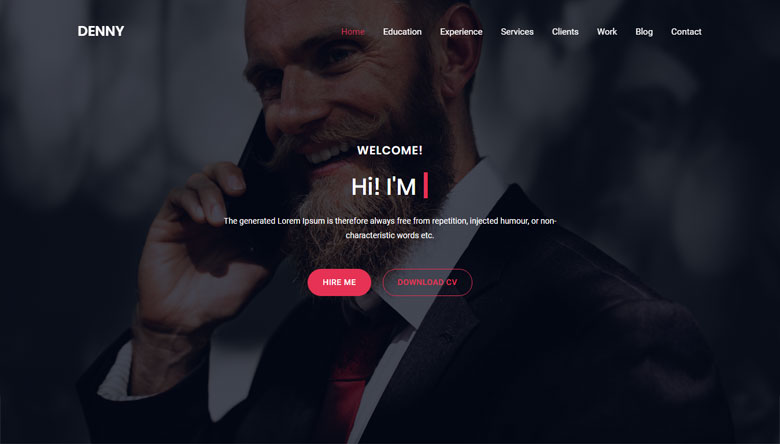 DENNY
Home Education Experience Services Clients Work Blog Contact
WELCOME!
Hi! I'M
The generated Lorem Ipsum is therefore always free from repetition, injected humour, or non-
characteristic words etc.
HIRE ME DOWNLOAD CV